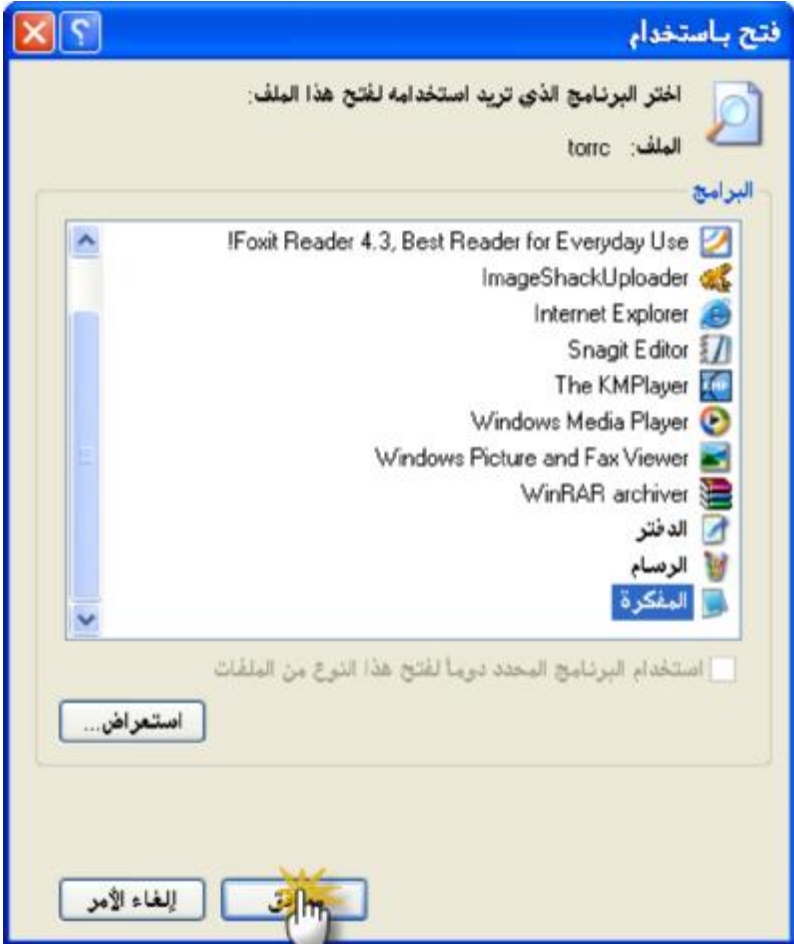 فتح باستخدام
اختر البرنامج الذي تريد استخدامه لفتح هذا الملف:
الملف: torrc
البرامج
Foxit Reader 4.3, Best Reader for Everyday Use!
ImageShackUploader
Internet Explorer
Snagit Editor
The KMPlayer
Windows Media Player
Windows Picture and Fax Viewer
WinRAR archiver
الدفتر
الرسام
المفكرة
استخدام البرنامج المحدد دوماً لفتح هذا النوع من الملفات
استعراض...
إلغاء الأمر